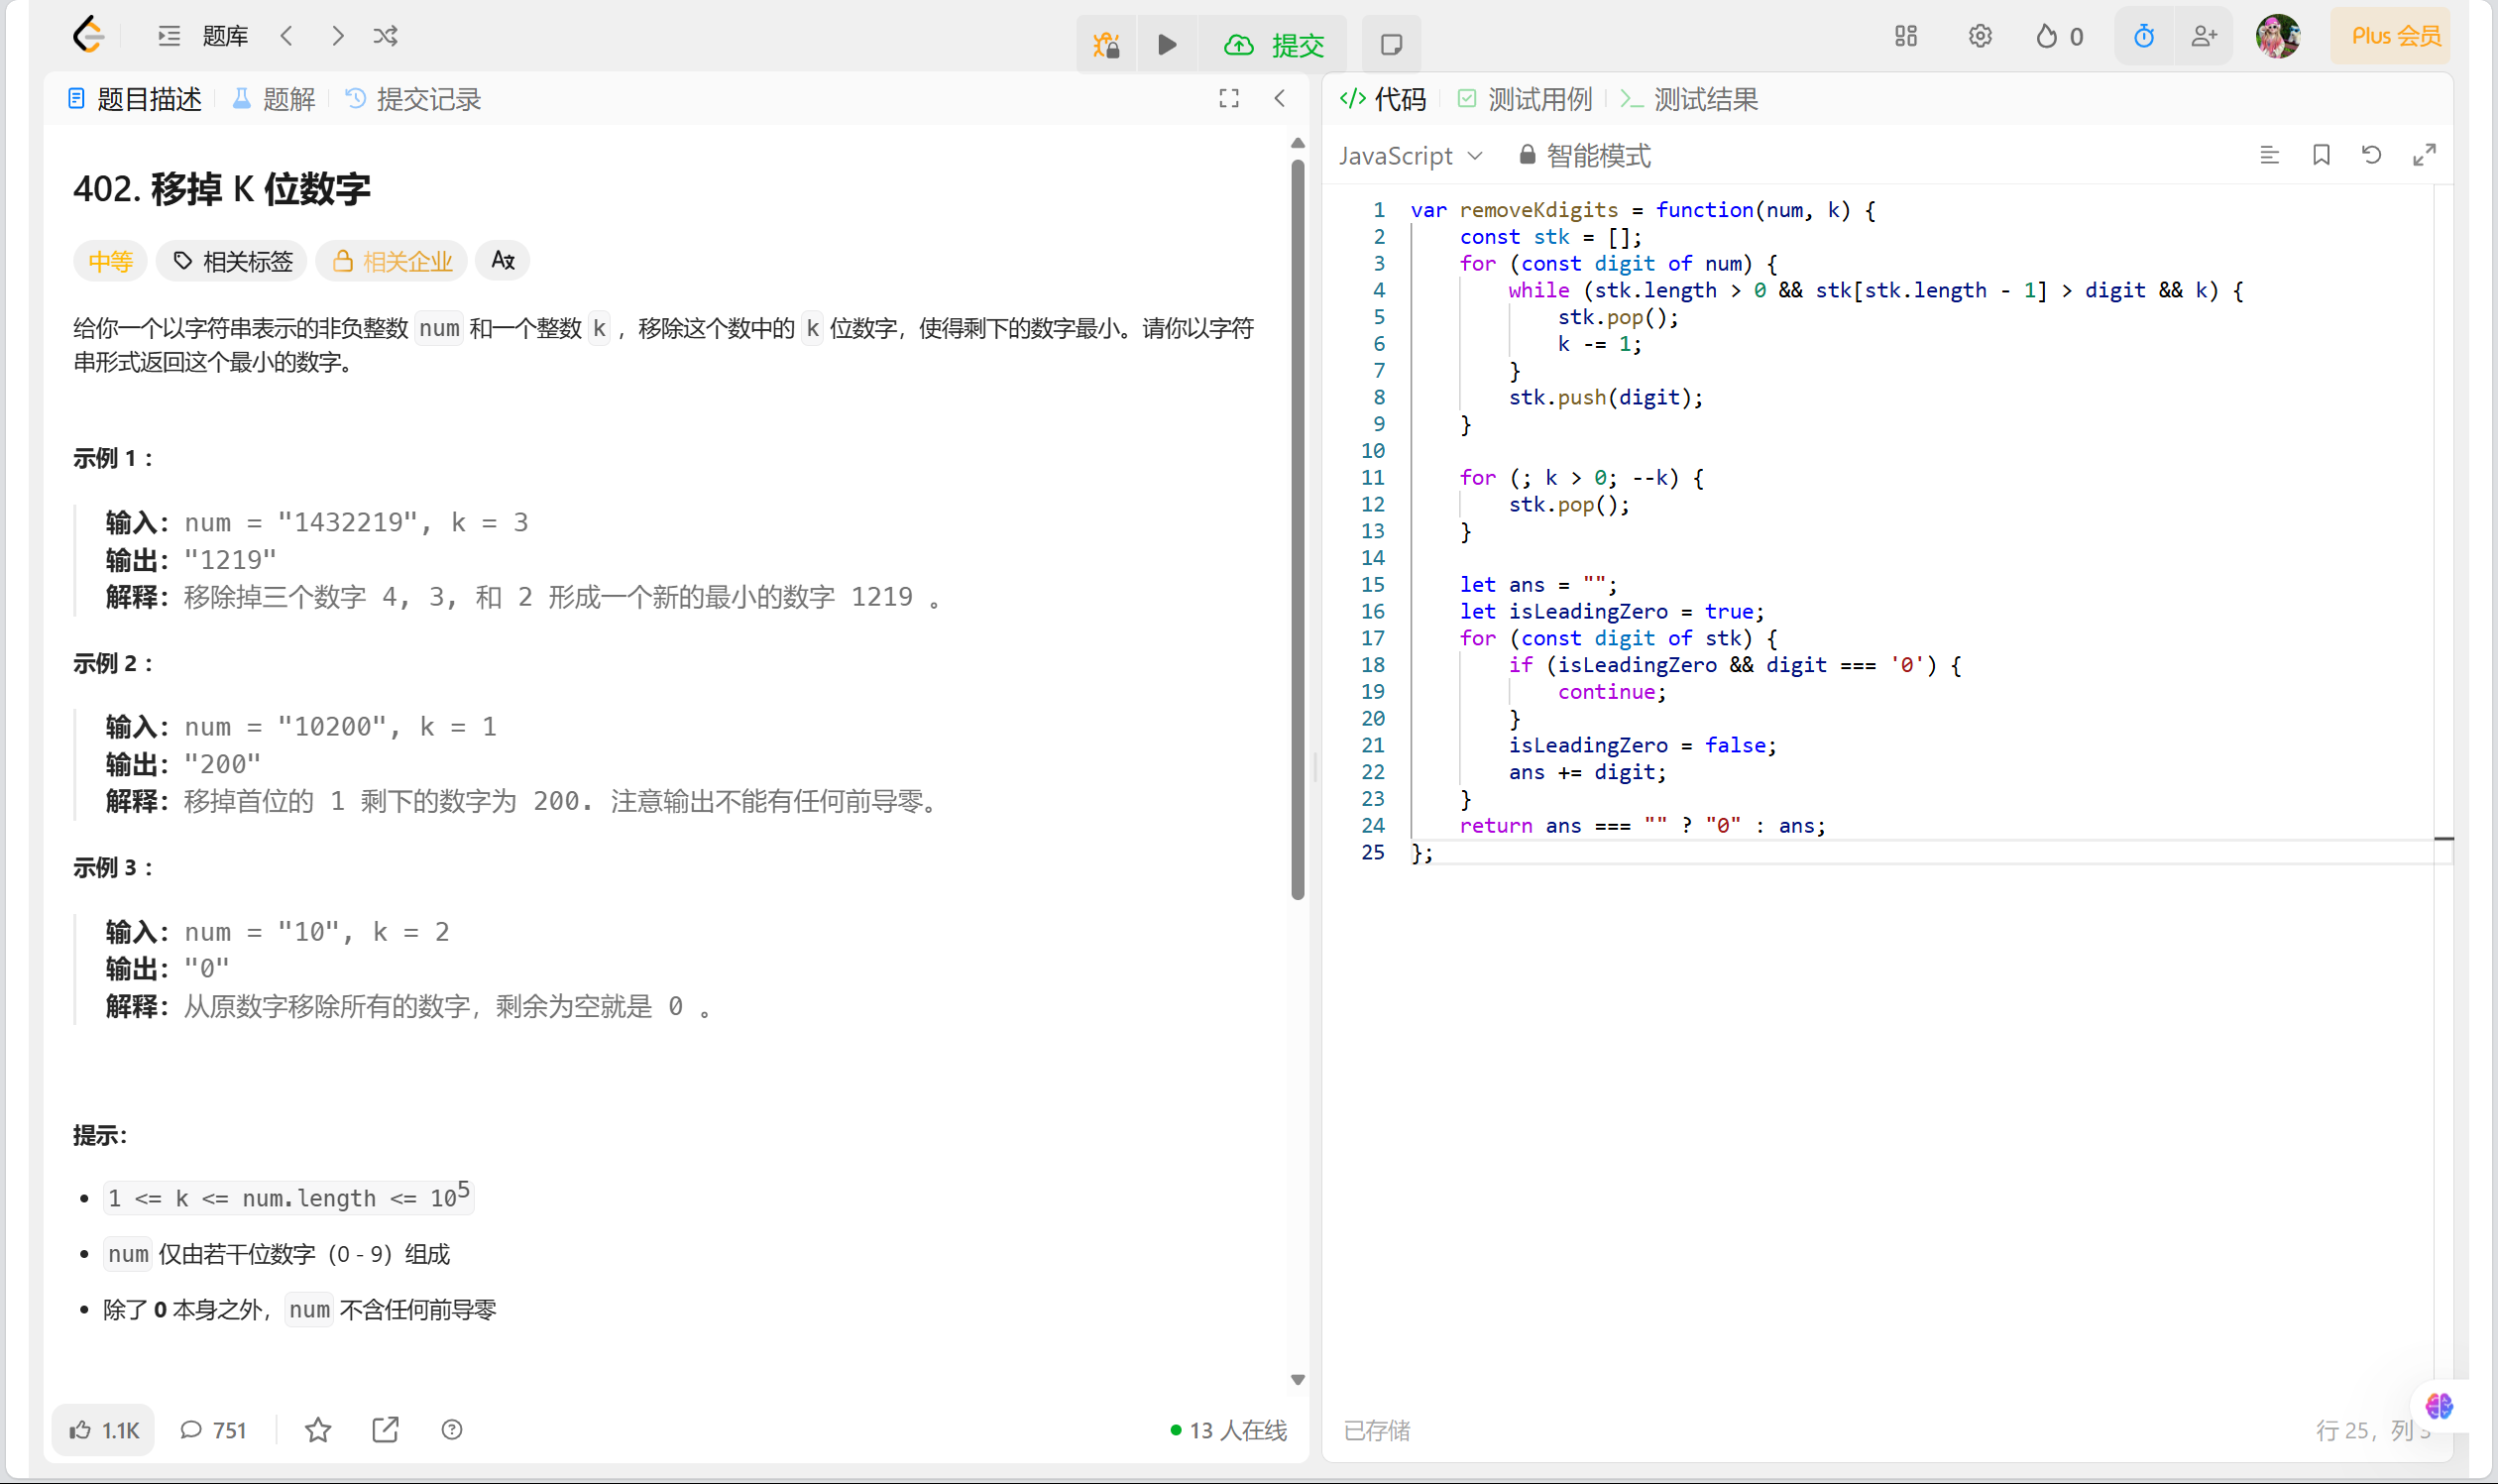 题库
提交
0
Plus 会员
题目描述
题解
提交记录
402. 移掉 K 位数字
中等
相关标签
相关企业
给你一个以字符串表示的非负整数 num 和一个整数 k ，移除这个数中的 k 位数字，使得剩下的数字最小。请你以字符
串形式返回这个最小的数字。
示例 1 ：
输入：num = "1432219", k = 3
输出："1219"
解释：移除掉三个数字 4, 3, 和 2 形成一个新的最小的数字 1219 。
示例 2 ：
输入：num = "10200", k = 1
输出："200"
解释：移掉首位的 1 剩下的数字为 200. 注意输出不能有任何前导零。
示例 3 ：
输入：num = "10", k = 2
输出："0"
解释：从原数字移除所有的数字，剩余为空就是 0 。
提示：
• 1 <= k <= num.length <= 10⁵
• num 仅由若干位数字（0 - 9）组成
• 除了 0 本身之外，num 不含任何前导零
1.1K
751
13 人在线
代码
测试用例
测试结果
JavaScript
智能模式
1 var removeKdigits = function(num, k) {
2     const stk = [];
3     for (const digit of num) {
4         while (stk.length > 0 && stk[stk.length - 1] > digit && k) {
5             stk.pop();
6             k -= 1;
7         }
8         stk.push(digit);
9     }
10
11     for (; k > 0; --k) {
12         stk.pop();
13     }
14
15     let ans = "";
16     let isLeadingZero = true;
17     for (const digit of stk) {
18         if (isLeadingZero && digit === '0') {
19             continue;
20         }
21         isLeadingZero = false;
22         ans += digit;
23     }
24     return ans === "" ? "0" : ans;
25 };
已存储
行 25，列 3